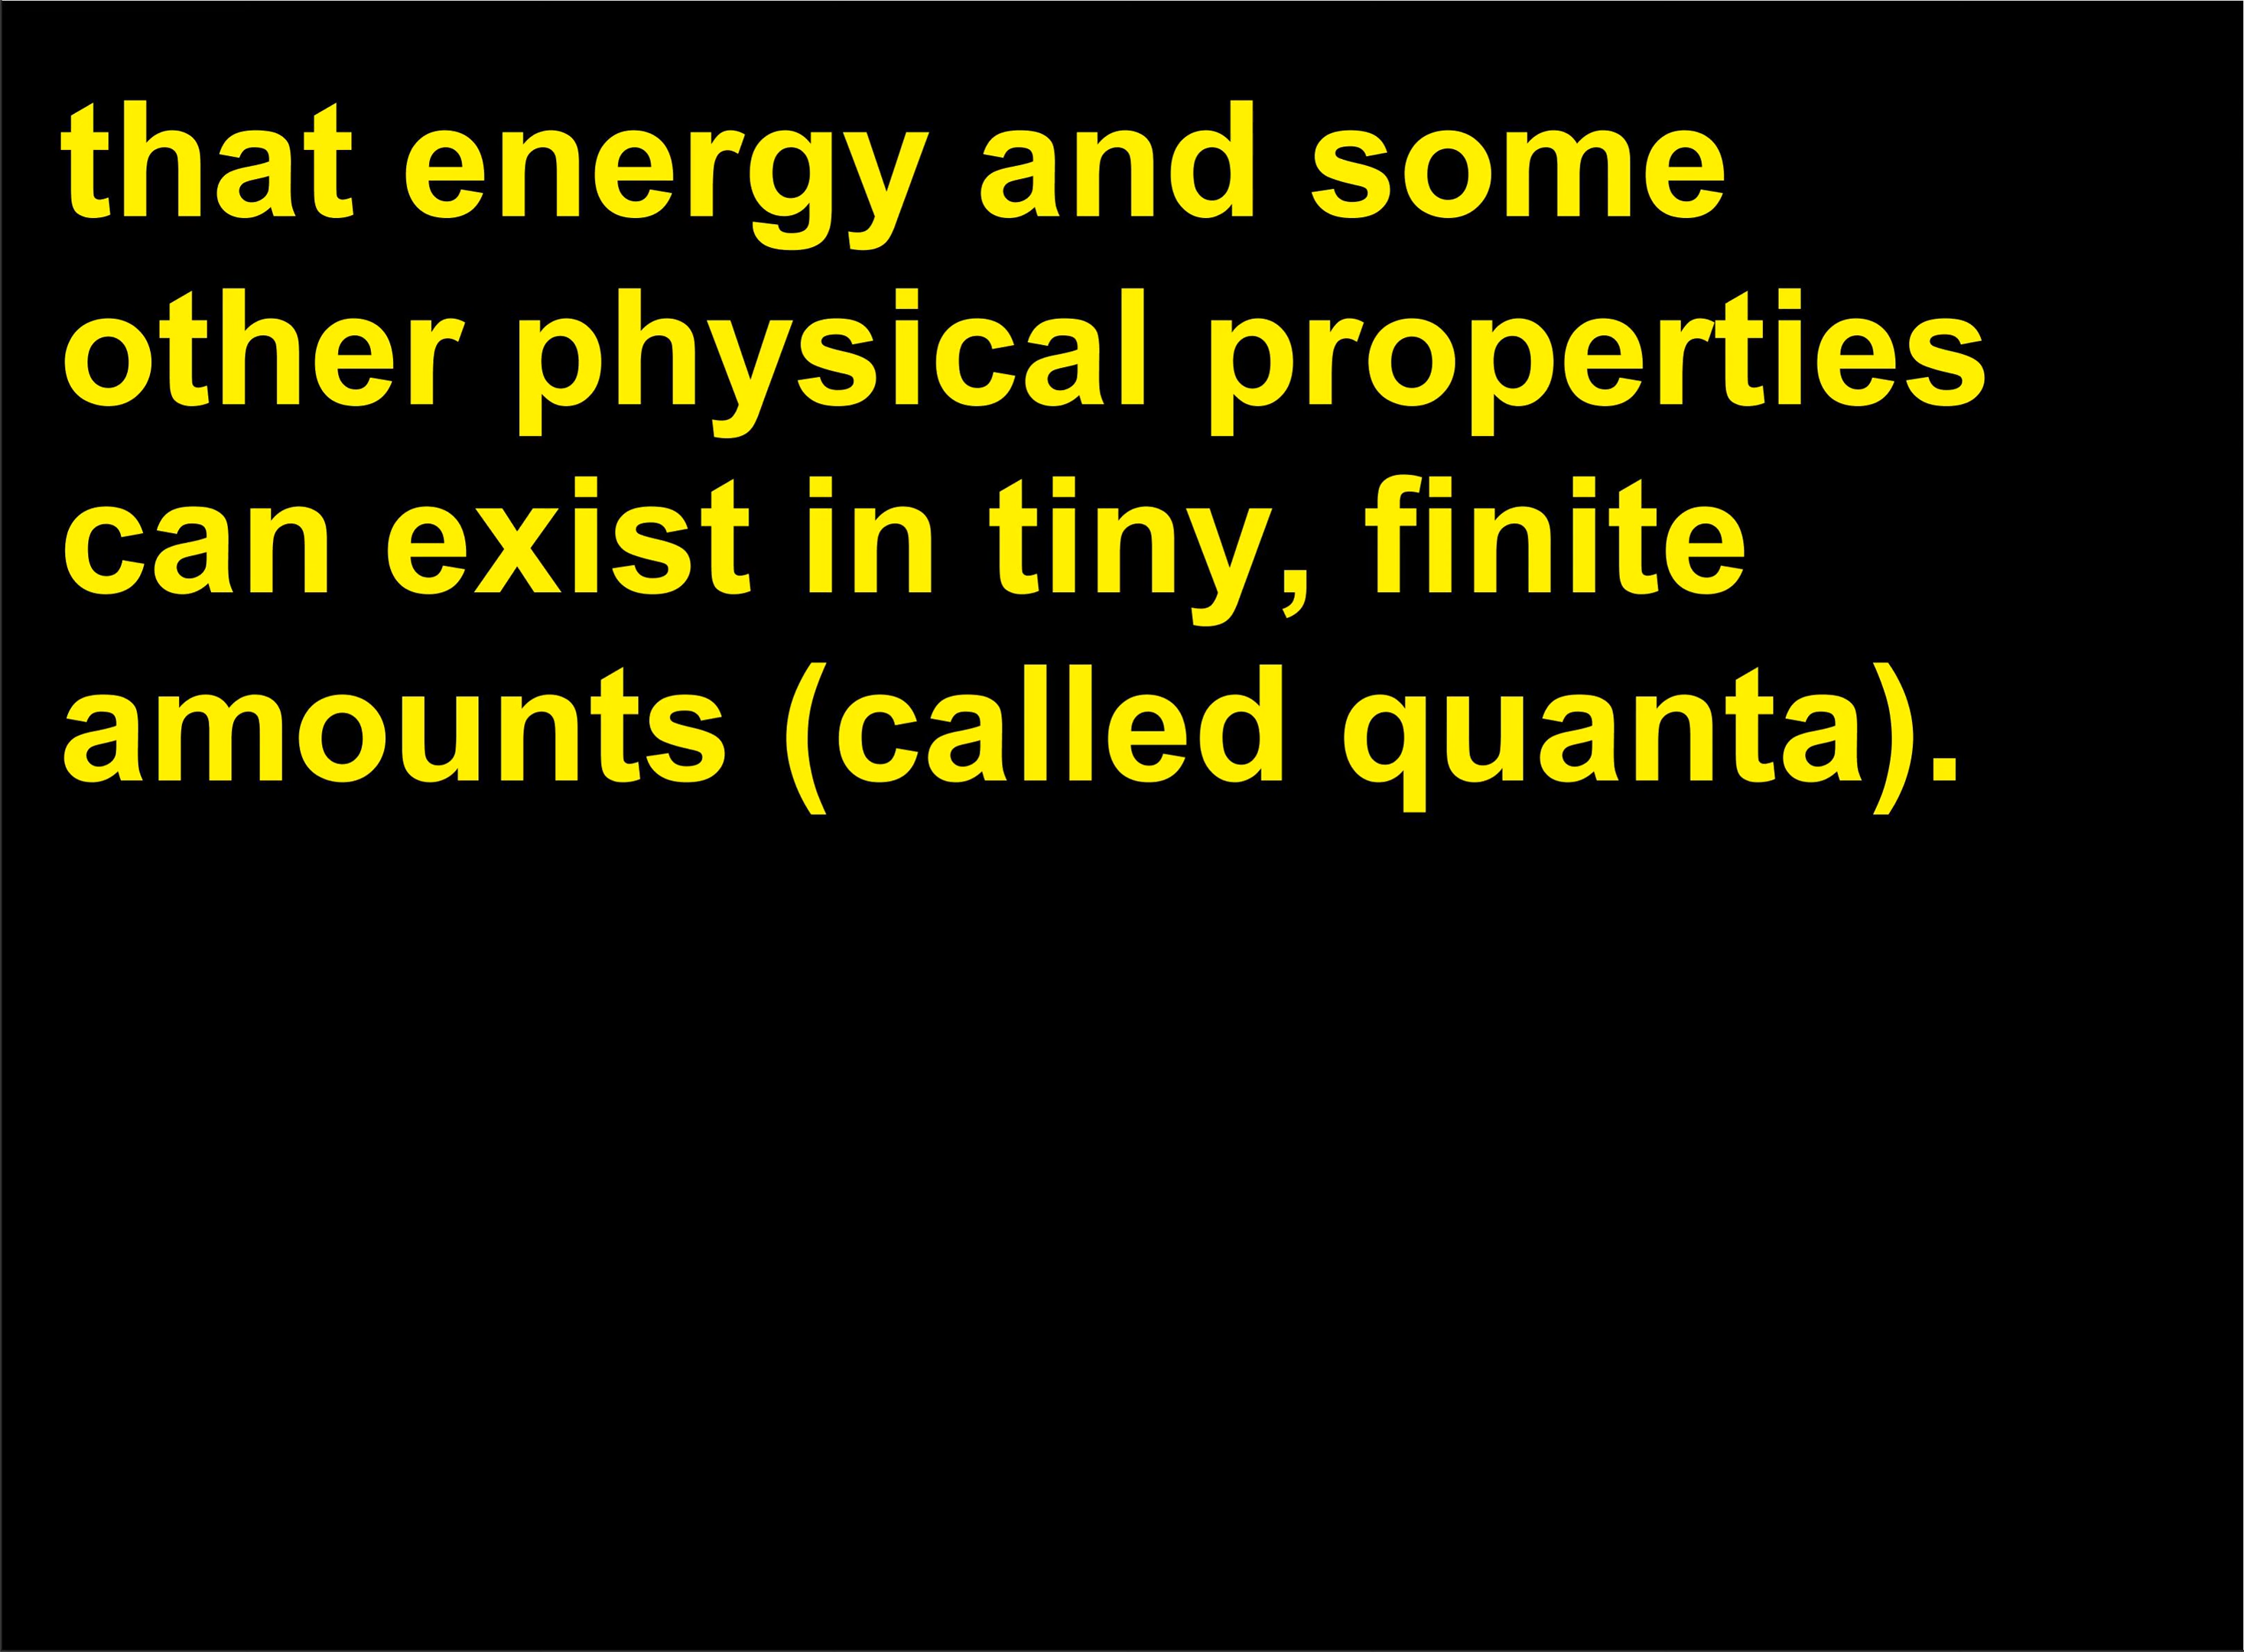 that energy and some
other physical properties
can exist in tiny, finite
amounts (called quanta).